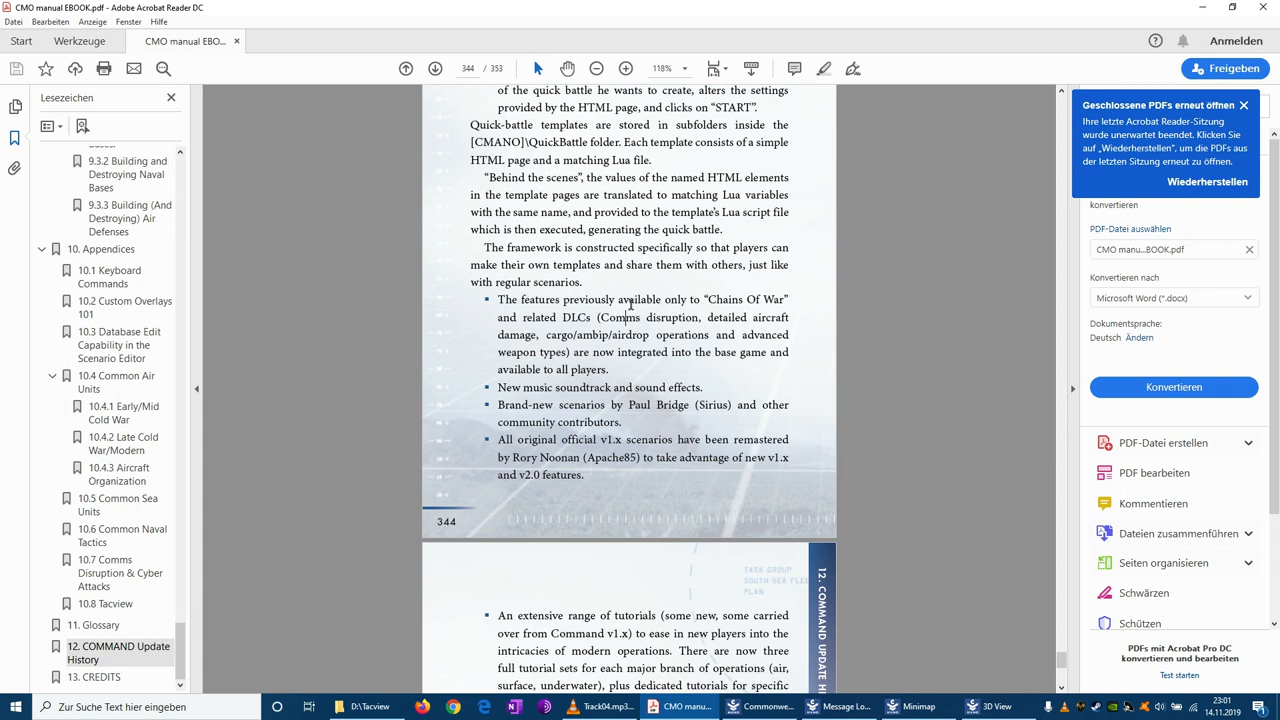 CMO manual EBOOK.pdf - Adobe Acrobat Reader DC
Datei Bearbeiten Anzeige Fenster Hilfe
Start Werkzeuge CMO manual EBO... × Anmelden
344 / 353 118% Freigeben
Lesezeichen
Bases
9.3.2 Building and
Destroying Naval
Bases
9.3.3 Building (And
Destroying) Air
Defenses
10. Appendices
10.1 Keyboard
Commands
10.2 Custom Overlays
101
10.3 Database Edit
Capability in the
Scenario Editor
10.4 Common Air
Units
10.4.1 Early/Mid
Cold War
10.4.2 Late Cold
War/Modern
10.4.3 Aircraft
Organization
10.5 Common Sea
Units
10.6 Common Naval
Tactics
10.7 Comms
Disruption & Cyber
Attacks
10.8 Tacview
11. Glossary
12. COMMAND Update
History
13. CREDITS
of the quick battle he wants to create, alters the settings
provided by the HTML page, and clicks on “START”.
Quick-battle templates are stored in subfolders inside the
[CMANO]\QuickBattle folder. Each template consists of a simple
HTML page and a matching Lua file.
“Behind the scenes”, the values of the named HTML elements
in the template pages are translated to matching Lua variables
with the same name, and provided to the template’s Lua script file
which is then executed, generating the quick battle.
The framework is constructed specifically so that players can
make their own templates and share them with others, just like
with regular scenarios.
▪ The features previously available only to “Chains Of War”
and related DLCs (Comms disruption, detailed aircraft
damage, cargo/ambip/airdrop operations and advanced
weapon types) are now integrated into the base game and
available to all players.
▪ New music soundtrack and sound effects.
▪ Brand-new scenarios by Paul Bridge (Sirius) and other
community contributors.
▪ All original official v1.x scenarios have been remastered
by Rory Noonan (Apache85) to take advantage of new v1.x
and v2.0 features.
344
TASK GROUP
SOUTH SEA FLEE
PLAN
12. COMMAND UPDATE HI
▪ An extensive range of tutorials (some new, some carried
over from Command v1.x) to ease in new players into the
intricacies of modern operations. There are now three
full tutorial sets for each major branch of operations (air,
surface, underwater), plus dedicated tutorials for specific
Geschlossene PDFs erneut öffnen
Ihre letzte Acrobat Reader-Sitzung
wurde unerwartet beendet. Klicken Sie
auf „Wiederherstellen“, um die PDFs aus
der letzten Sitzung erneut zu öffnen.
Wiederherstellen
konvertieren
PDF-Datei auswählen
CMO manu...BOOK.pdf
Konvertieren nach
Microsoft Word (*.docx)
Dokumentsprache:
Deutsch Ändern
Konvertieren
PDF-Datei erstellen
PDF bearbeiten
Kommentieren
Dateien zusammenführen
Seiten organisieren
Schwärzen
Schützen
PDFs mit Acrobat Pro DC
konvertieren und bearbeiten
Test starten
Zur Suche Text hier eingeben
D:\Tacview
Track04.mp3...
CMO manu...
Commonwe...
Message Lo...
Minimap
3D View
23:01
14.11.2019